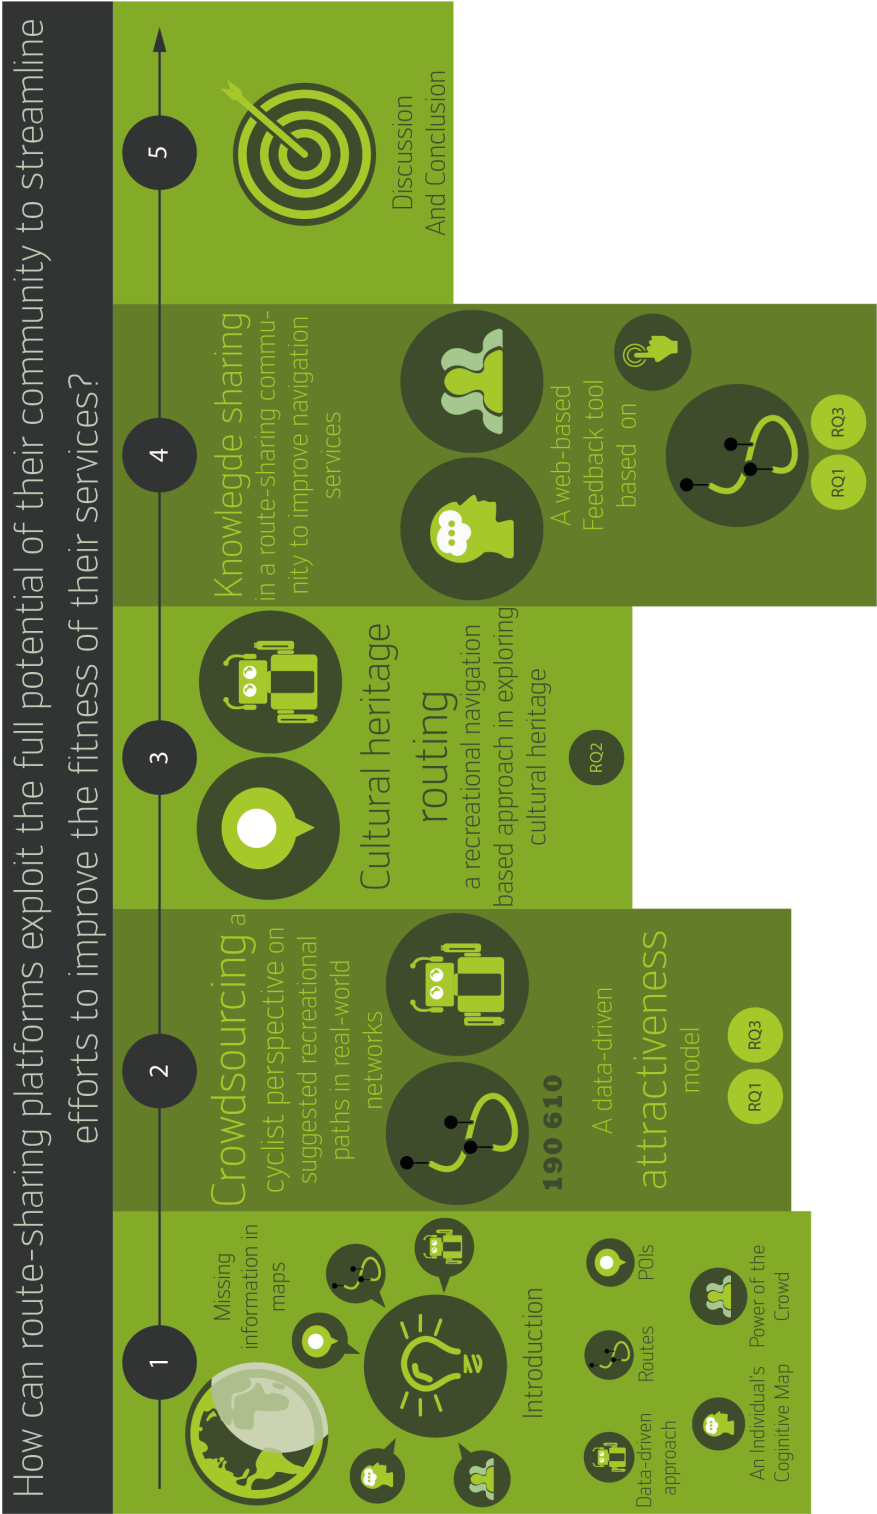 How can route-sharing platforms exploit the full potential of their community to streamline
efforts to improve the fitness of their services?
1
Missing
information in
maps
Introduction
Data-driven
approach
Routes
POIs
An Individual's
Coginitive Map
Power of the
Crowd
2
Crowdsourcing a
cyclist perspective on
suggested recreational
paths in real-world
networks
190 610
A data-driven
attractiveness
model
RQ1
RQ3
3
Cultural heritage
routing
a recreational navigation
based approach in exploring
cultural heritage
RQ2
4
Knowlegde sharing
in a route-sharing commu-
nity to improve navigation
services
A web-based
Feedback tool
based on
RQ1
RQ3
5
Discussion
And Conclusion